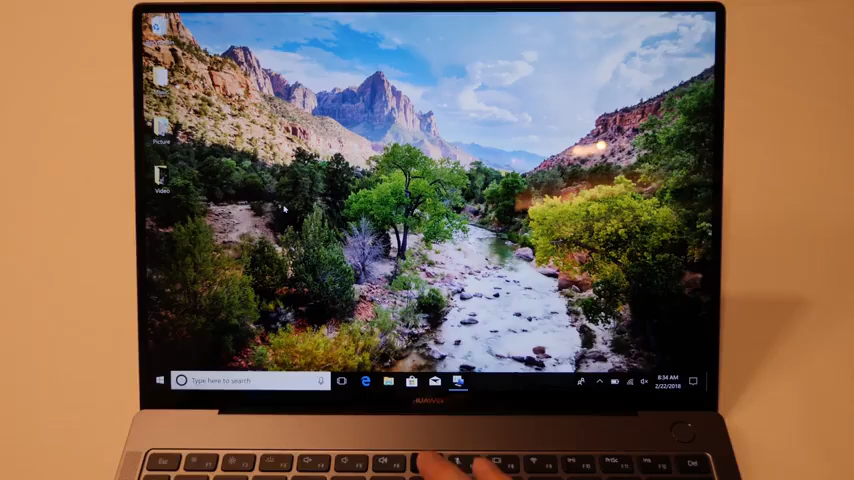 Picture
Video
Type here to search
8:34 AM
2/22/2018
HUAWEI
Esc
F1
F2
F3
F4
F5
F6
F8
F9
F10
PrtSc
F11
Ins
F12
Del